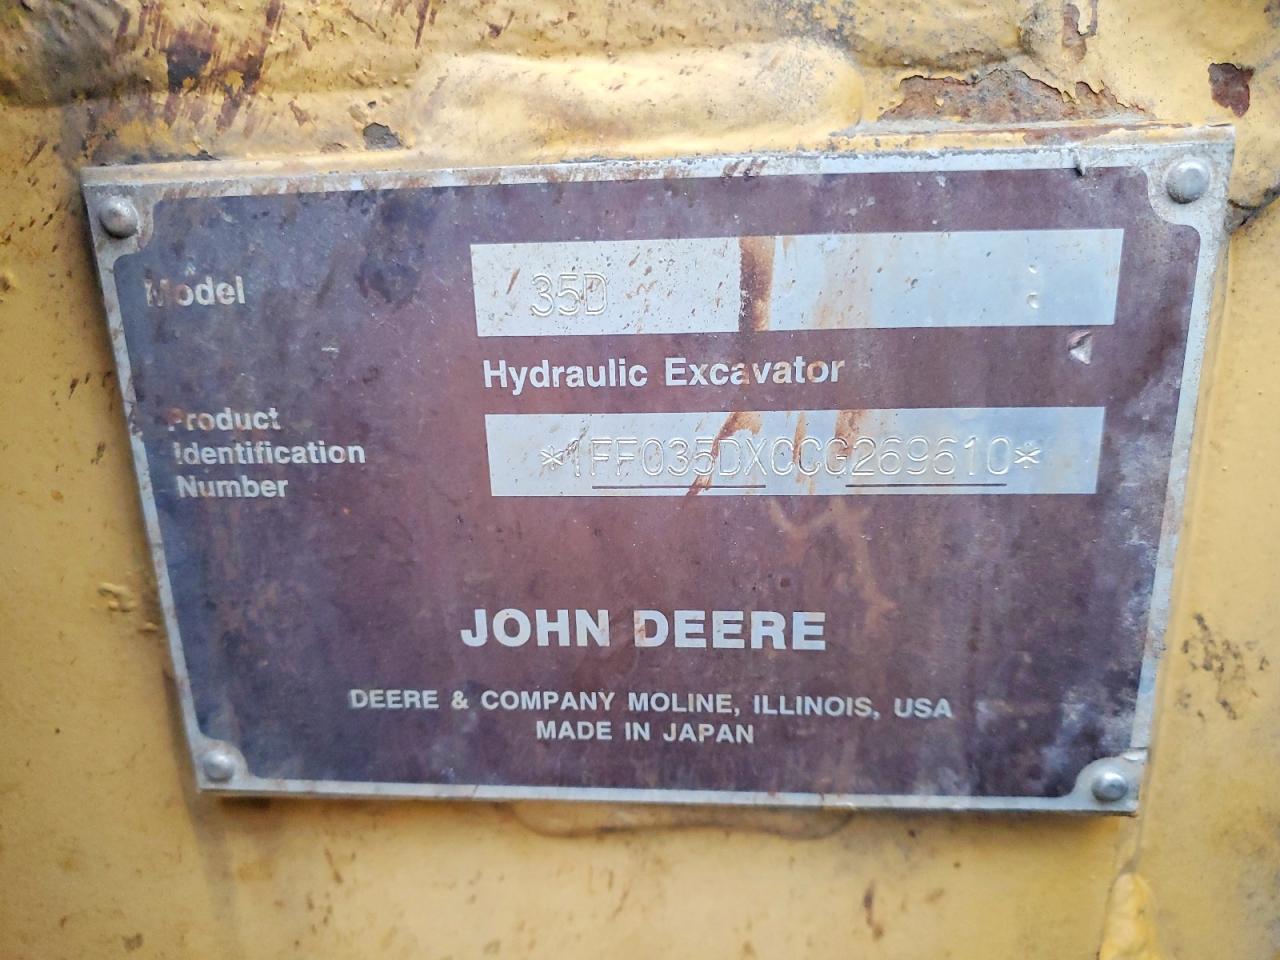 Model
35D
Hydraulic Excavator
Product
Identification
Number
*1FF035DXCCG269610*
JOHN DEERE
DEERE & COMPANY MOLINE, ILLINOIS, USA
MADE IN JAPAN